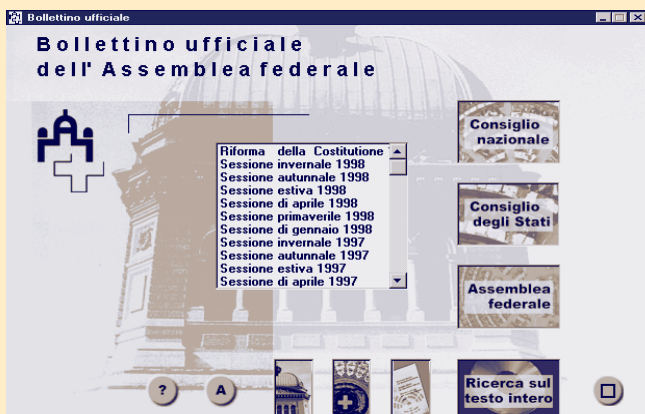 Bollettino ufficiale
Bollettino ufficiale
dell' Assemblea federale
Riforma della Costitutione
Sessione invernale 1998
Sessione autunnale 1998
Sessione estiva 1998
Sessione di aprile 1998
Sessione primaverile 1998
Sessione di gennaio 1998
Sessione invernale 1997
Sessione autunnale 1997
Sessione estiva 1997
Sessione di aprile 1997
Consiglio
nazionale
Consiglio
degli Stati
Assemblea
federale
Ricerca sul
testo intero
?
A